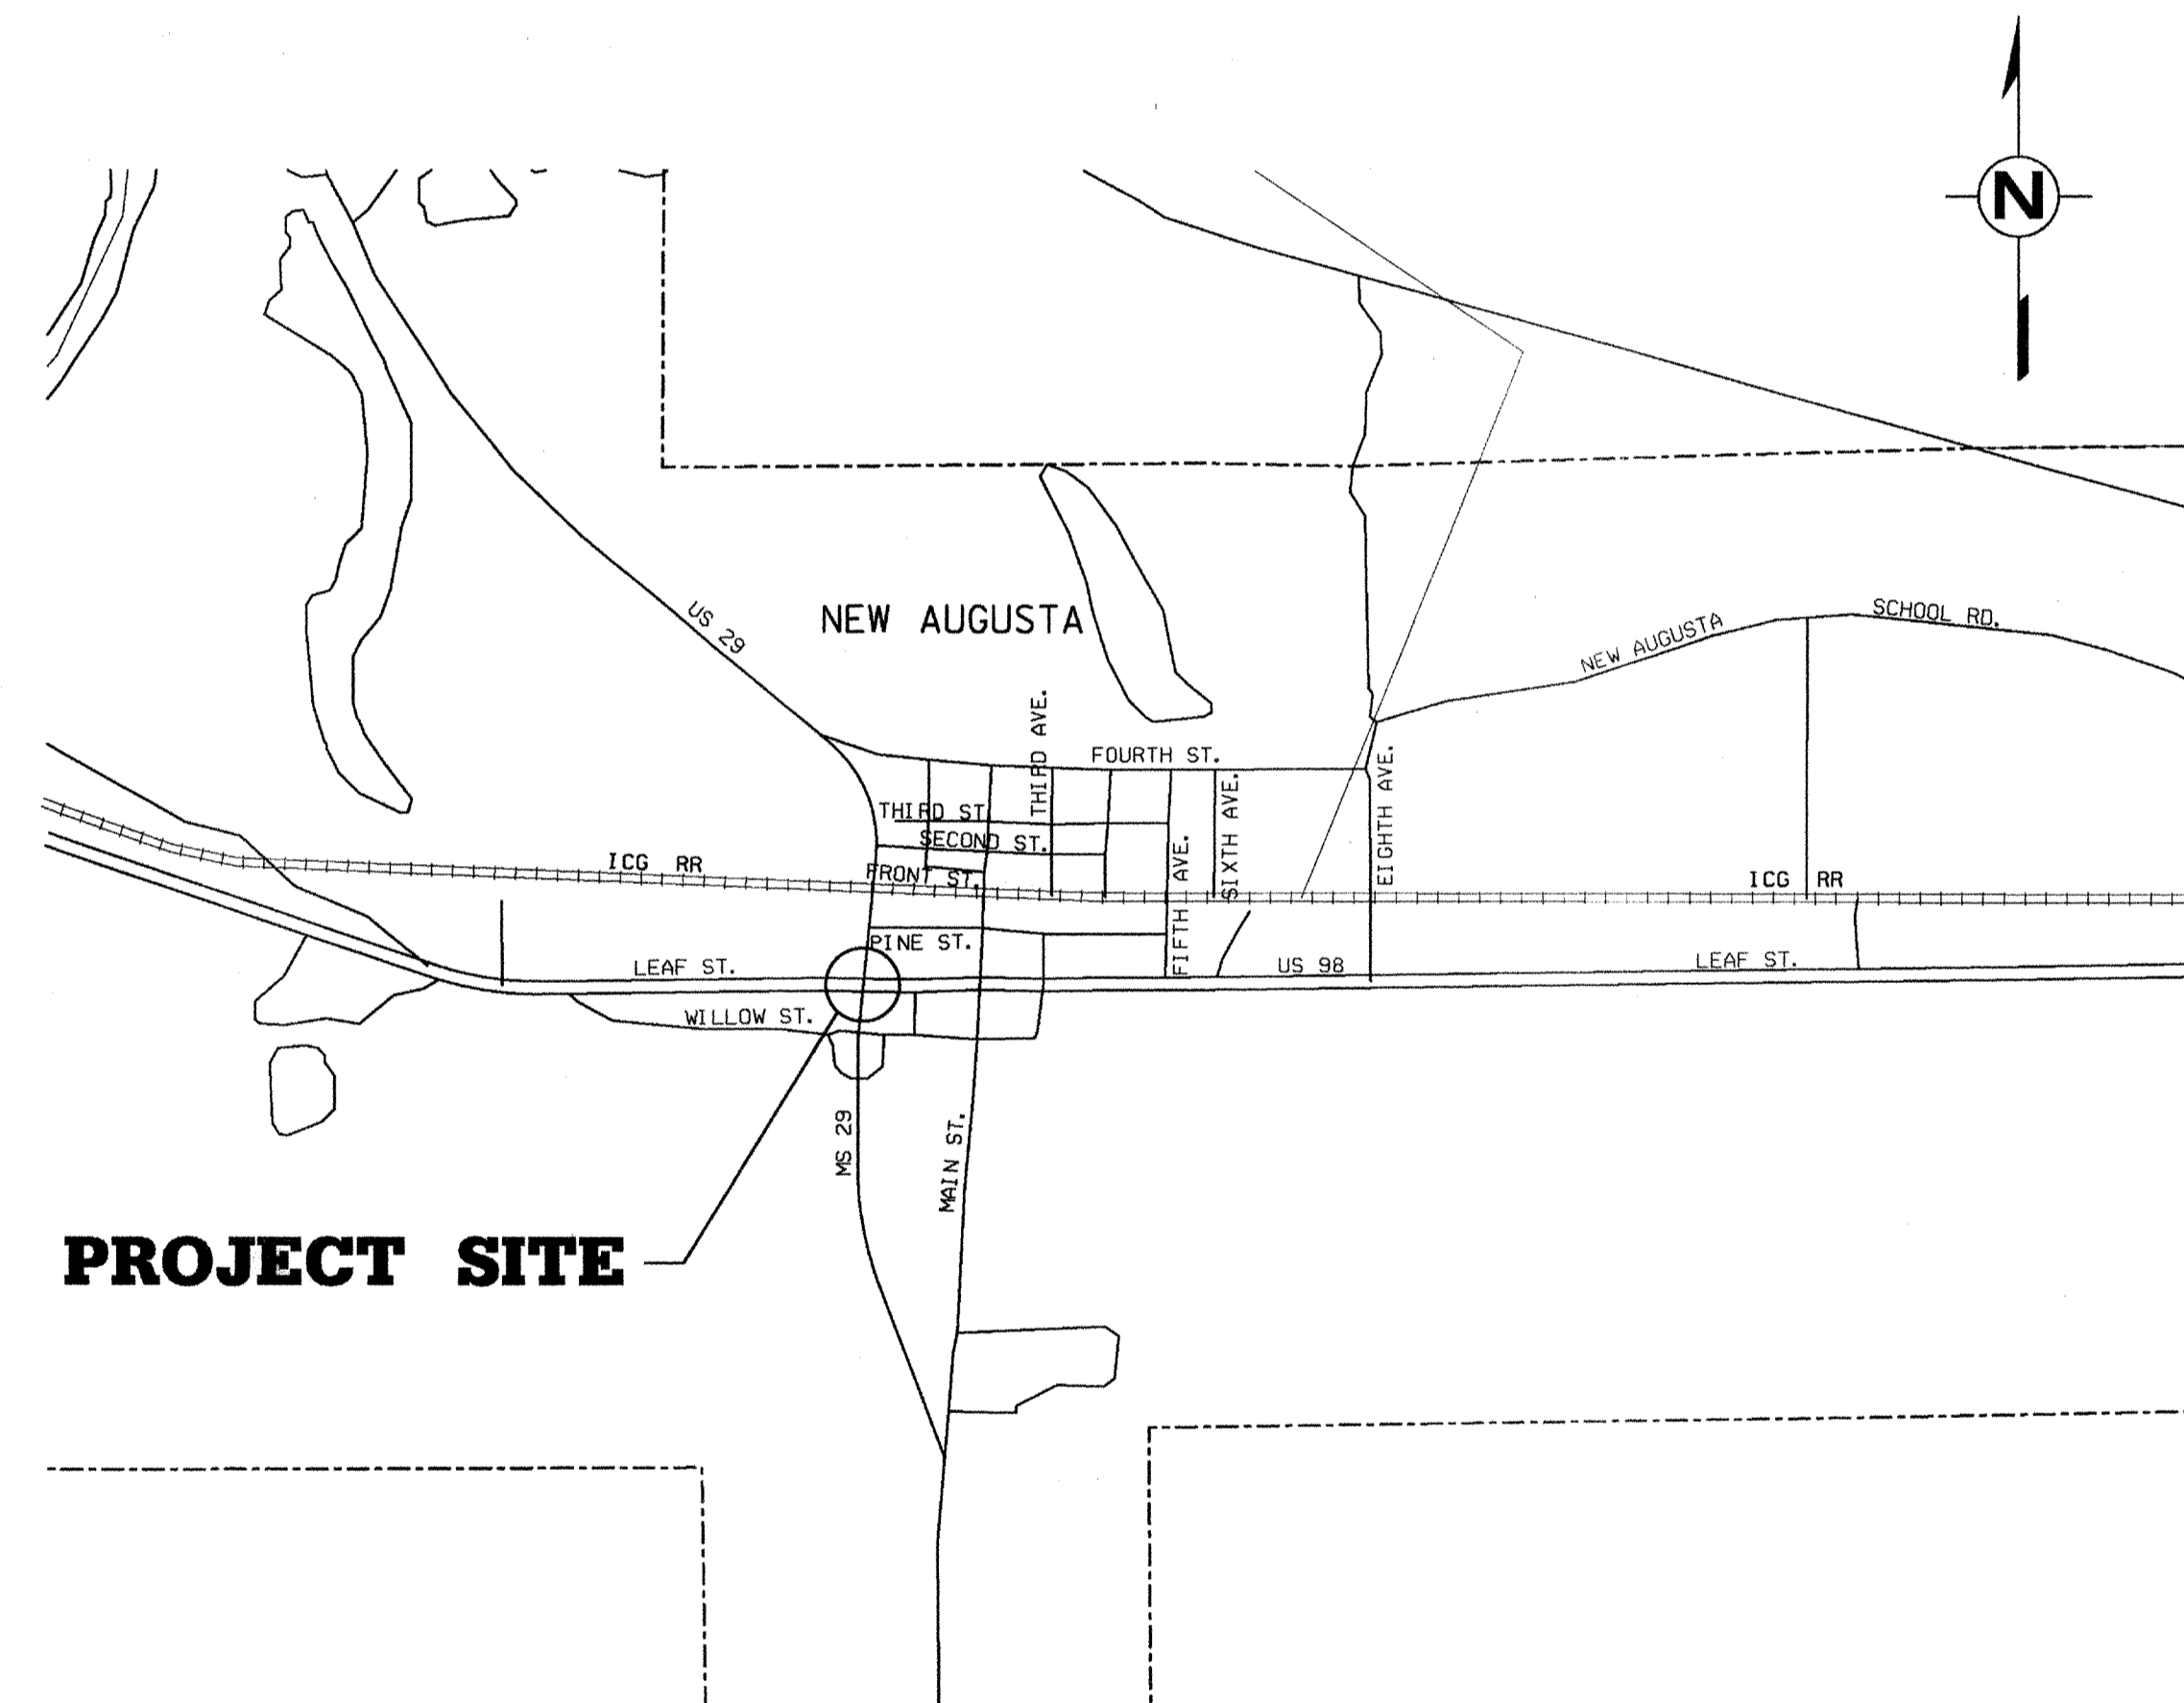 N
US 29
NEW AUGUSTA
NEW AUGUSTA
SCHOOL RD.
THIRD AVE.
FOURTH ST.
THIRD ST.
SECOND ST.
FRONT ST.
SIXTH AVE.
EIGHTH AVE.
FIFTH AVE.
ICG RR
ICG RR
PINE ST.
LEAF ST.
US 98
LEAF ST.
WILLOW ST.
MS 29
MAIN ST.
PROJECT SITE